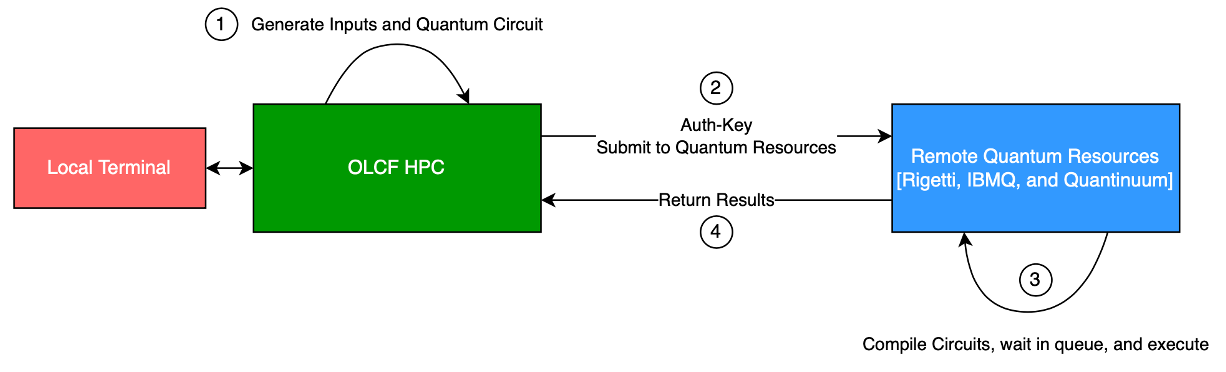 1 Generate Inputs and Quantum Circuit
2
Auth-Key
Submit to Quantum Resources
Local Terminal
OLCF HPC
Remote Quantum Resources
[Rigetti, IBMQ, and Quantinuum]
Return Results
4
3
Compile Circuits, wait in queue, and execute